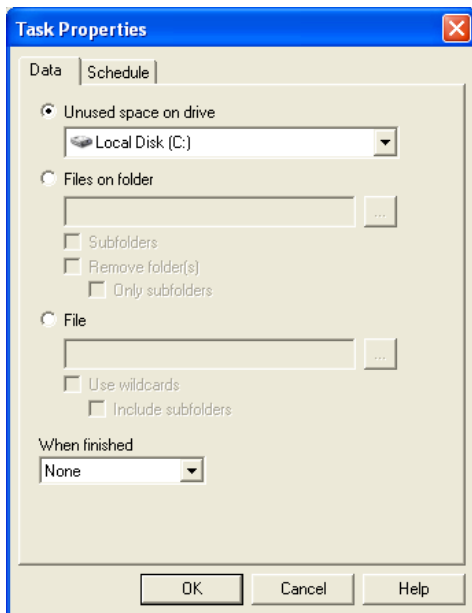 Task Properties
Data Schedule
Unused space on drive
Local Disk (C:)
Files on folder
...
Subfolders
Remove folder(s)
Only subfolders
File
...
Use wildcards
Include subfolders
When finished
None
OK Cancel Help